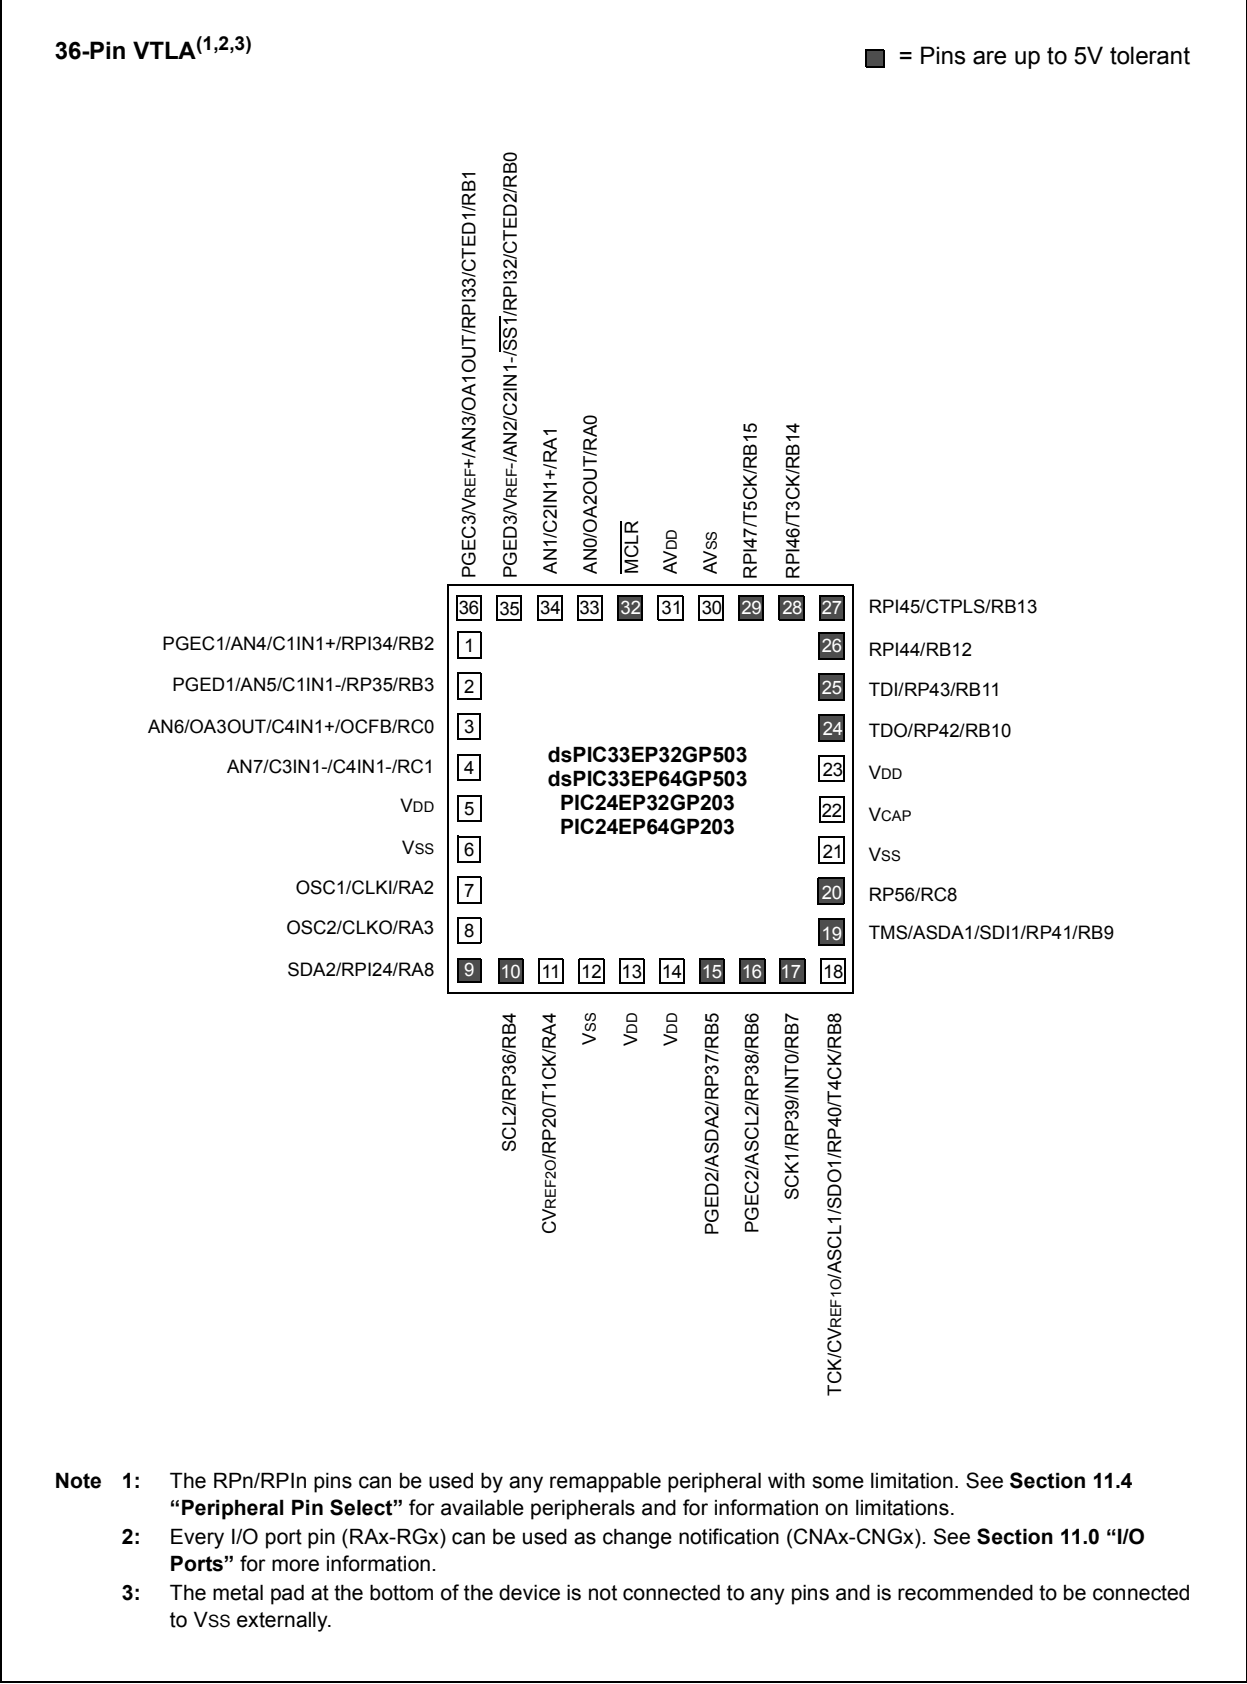 36-Pin VTLA(1,2,3)
= Pins are up to 5V tolerant
PGEC3/VREF+/AN3/OA1OUT/RPI33/CTED1/RB1
PGED3/VREF-/AN2/C2IN1-/SS1/RPI32/CTED2/RB0
AN1/C2IN1+/RA1
AN0/OA2OUT/RA0
MCLR
AVDD
AVSS
RPI47/T5CK/RB15
RPI46/T3CK/RB14
36 35 34 33 32 31 30 29 28 27 RPI45/CTPLS/RB13
PGEC1/AN4/C1IN1+/RPI34/RB2 1 26 RPI44/RB12
PGED1/AN5/C1IN1-/RP35/RB3 2 25 TDI/RP43/RB11
AN6/OA3OUT/C4IN1+/OCFB/RC0 3 24 TDO/RP42/RB10
AN7/C3IN1-/C4IN1-/RC1 4 23 VDD
VDD 5 22 VCAP
VSS 6 21 VSS
OSC1/CLKI/RA2 7 20 RP56/RC8
OSC2/CLKO/RA3 8 19 TMS/ASDA1/SDI1/RP41/RB9
SDA2/RPI24/RA8 9 10 11 12 13 14 15 16 17 18
dsPIC33EP32GP503
dsPIC33EP64GP503
PIC24EP32GP203
PIC24EP64GP203
SCL2/RP36/RB4
CVREF2O/RP20/T1CK/RA4
VSS
VDD
VDD
PGED2/ASDA2/RP37/RB5
PGEC2/ASCL2/RP38/RB6
SCK1/RP39/INT0/RB7
TCK/CVREF1O/ASCL1/SDO1/RP40/T4CK/RB8
Note 1: The RPn/RPIn pins can be used by any remappable peripheral with some limitation. See Section 11.4
“Peripheral Pin Select” for available peripherals and for information on limitations.
2: Every I/O port pin (RAx-RGx) can be used as change notification (CNAx-CNGx). See Section 11.0 “I/O
Ports” for more information.
3: The metal pad at the bottom of the device is not connected to any pins and is recommended to be connected
to VSS externally.